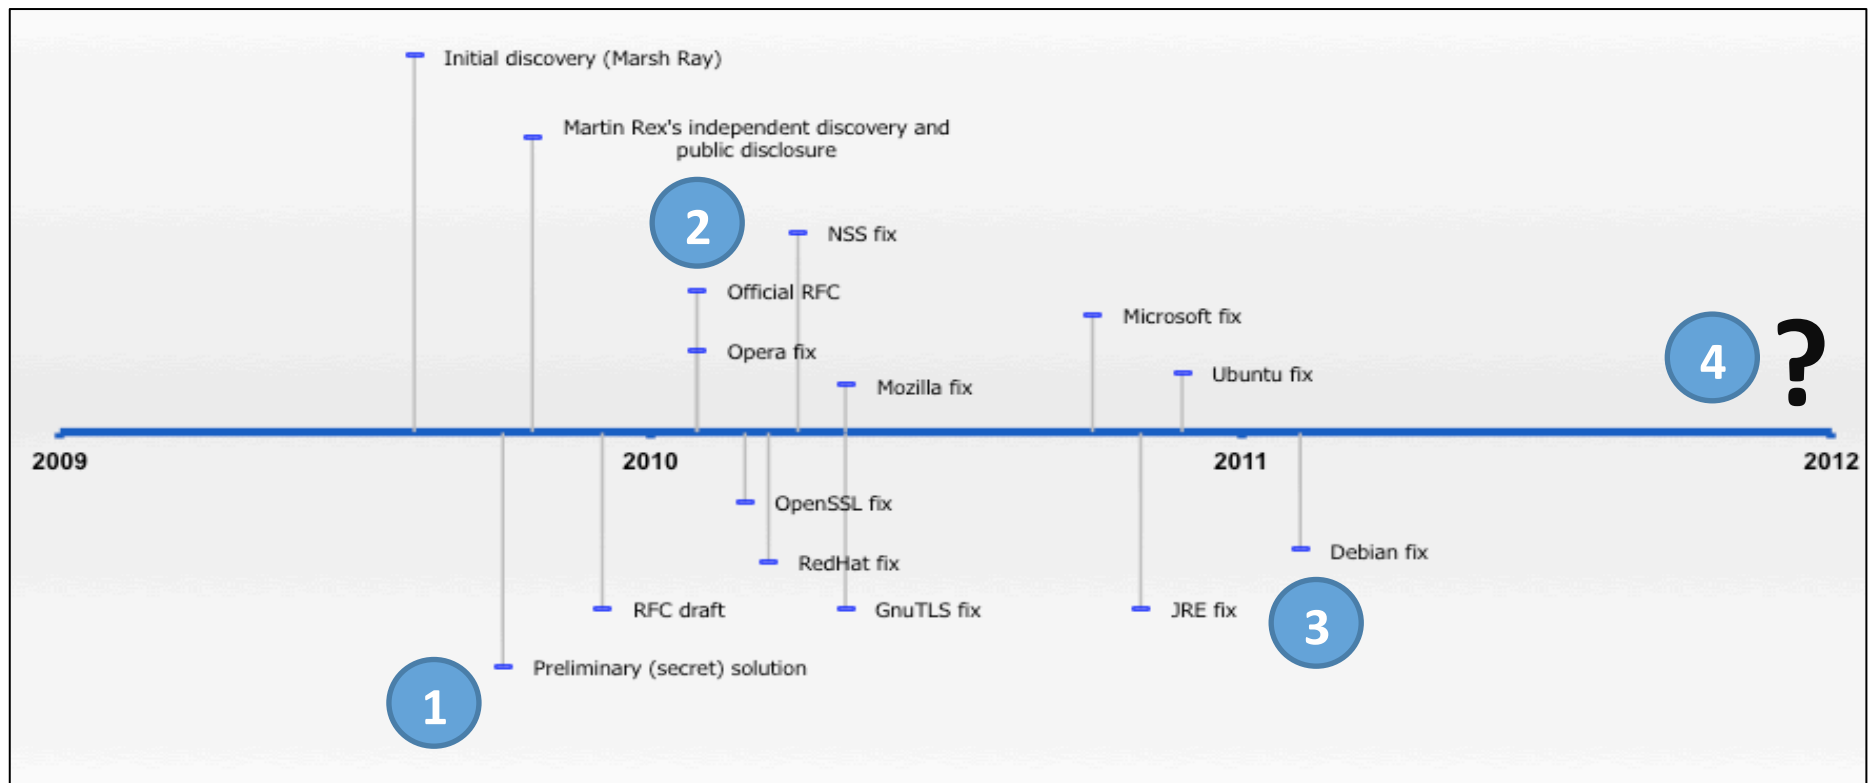 Initial discovery (Marsh Ray)
Martin Rex's independent discovery and
public disclosure
2
NSS fix
Official RFC
Microsoft fix
Opera fix
4
?
Mozilla fix
Ubuntu fix
2009
2010
2011
2012
OpenSSL fix
Debian fix
RedHat fix
RFC draft
GnuTLS fix
JRE fix
3
Preliminary (secret) solution
1